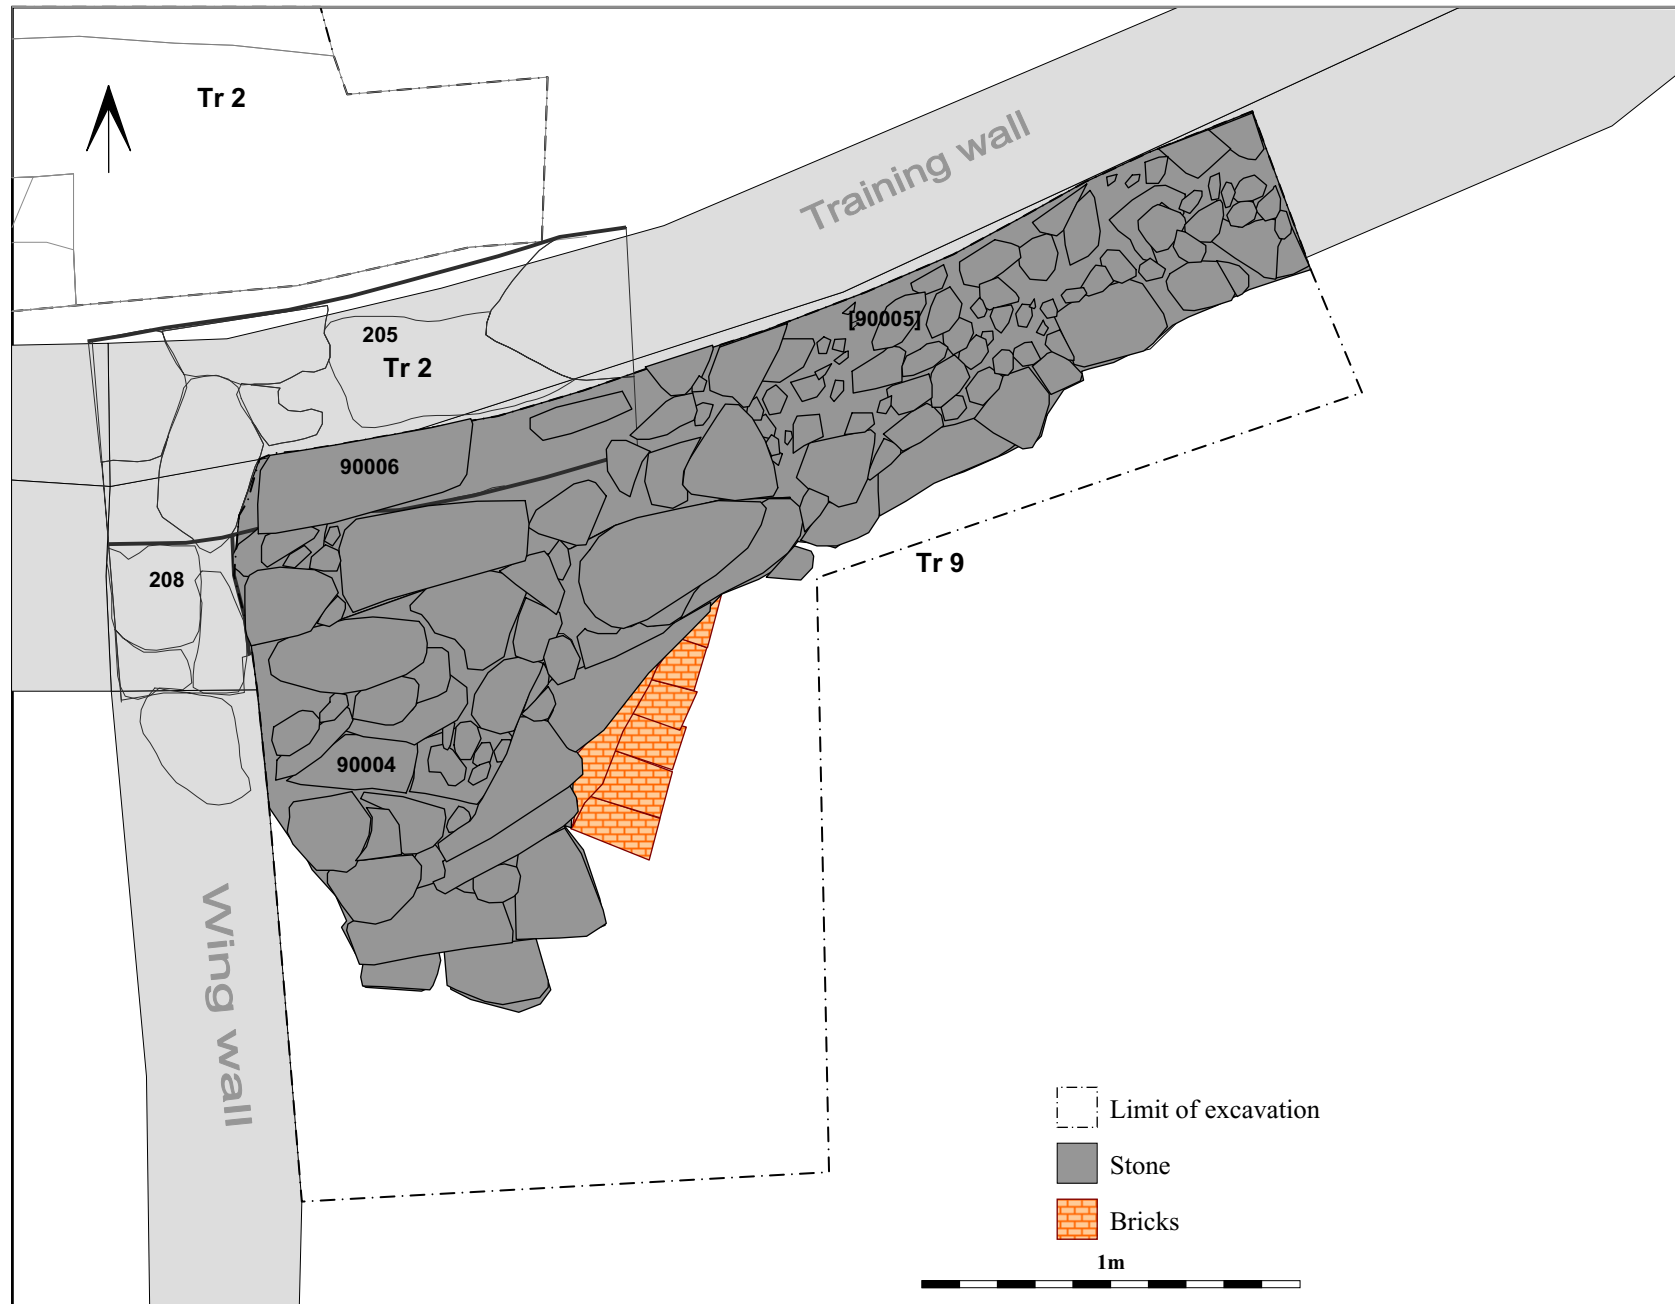 Tr 2
Training wall
[90005]
205
Tr 2
90006
Tr 9
208
90004
Wing wall
Limit of excavation
Stone
Bricks
1m